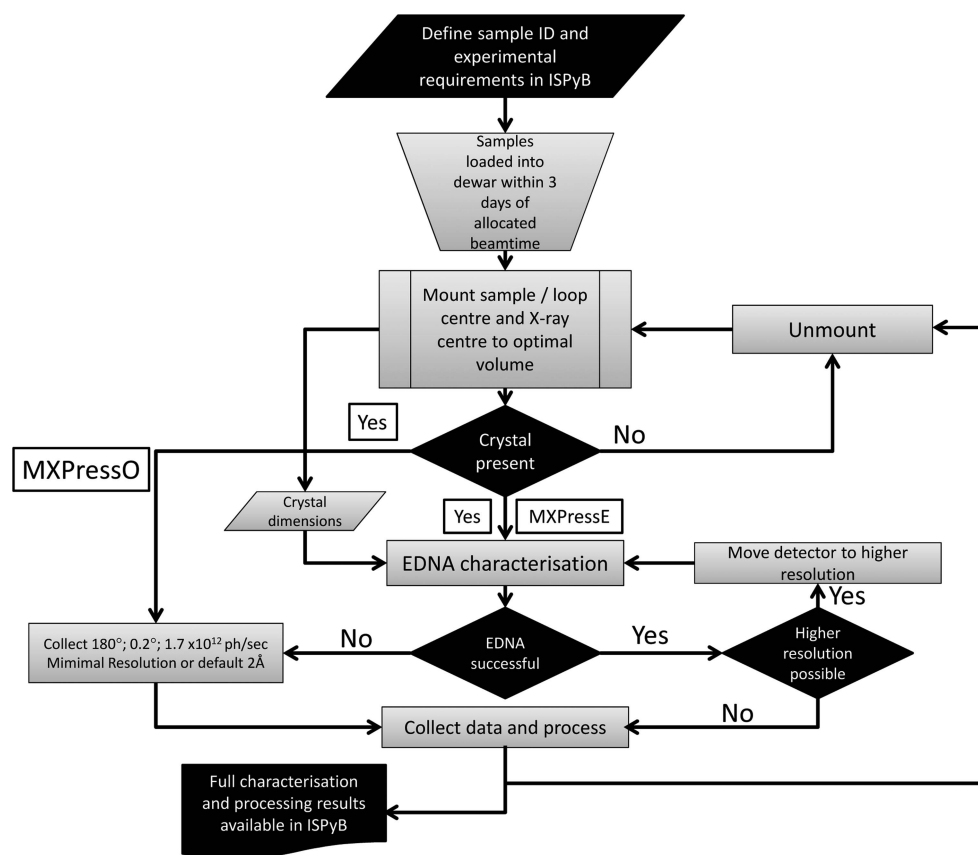 Define sample ID and
experimental
requirements in ISPyB
Samples
loaded into
dewar within 3
days of
allocated
beamtime
Mount sample / loop
centre and X-ray
centre to optimal
volume
Unmount
Yes
Crystal
present
No
MXPressO
Crystal
dimensions
Yes
MXPressE
EDNA characterisation
Move detector to higher
resolution
Yes
Collect 180°; 0.2°; 1.7 x10¹² ph/sec
Mimimal Resolution or default 2Å
No
EDNA
successful
Yes
Higher
resolution
possible
No
Collect data and process
Full characterisation
and processing results
available in ISPyB